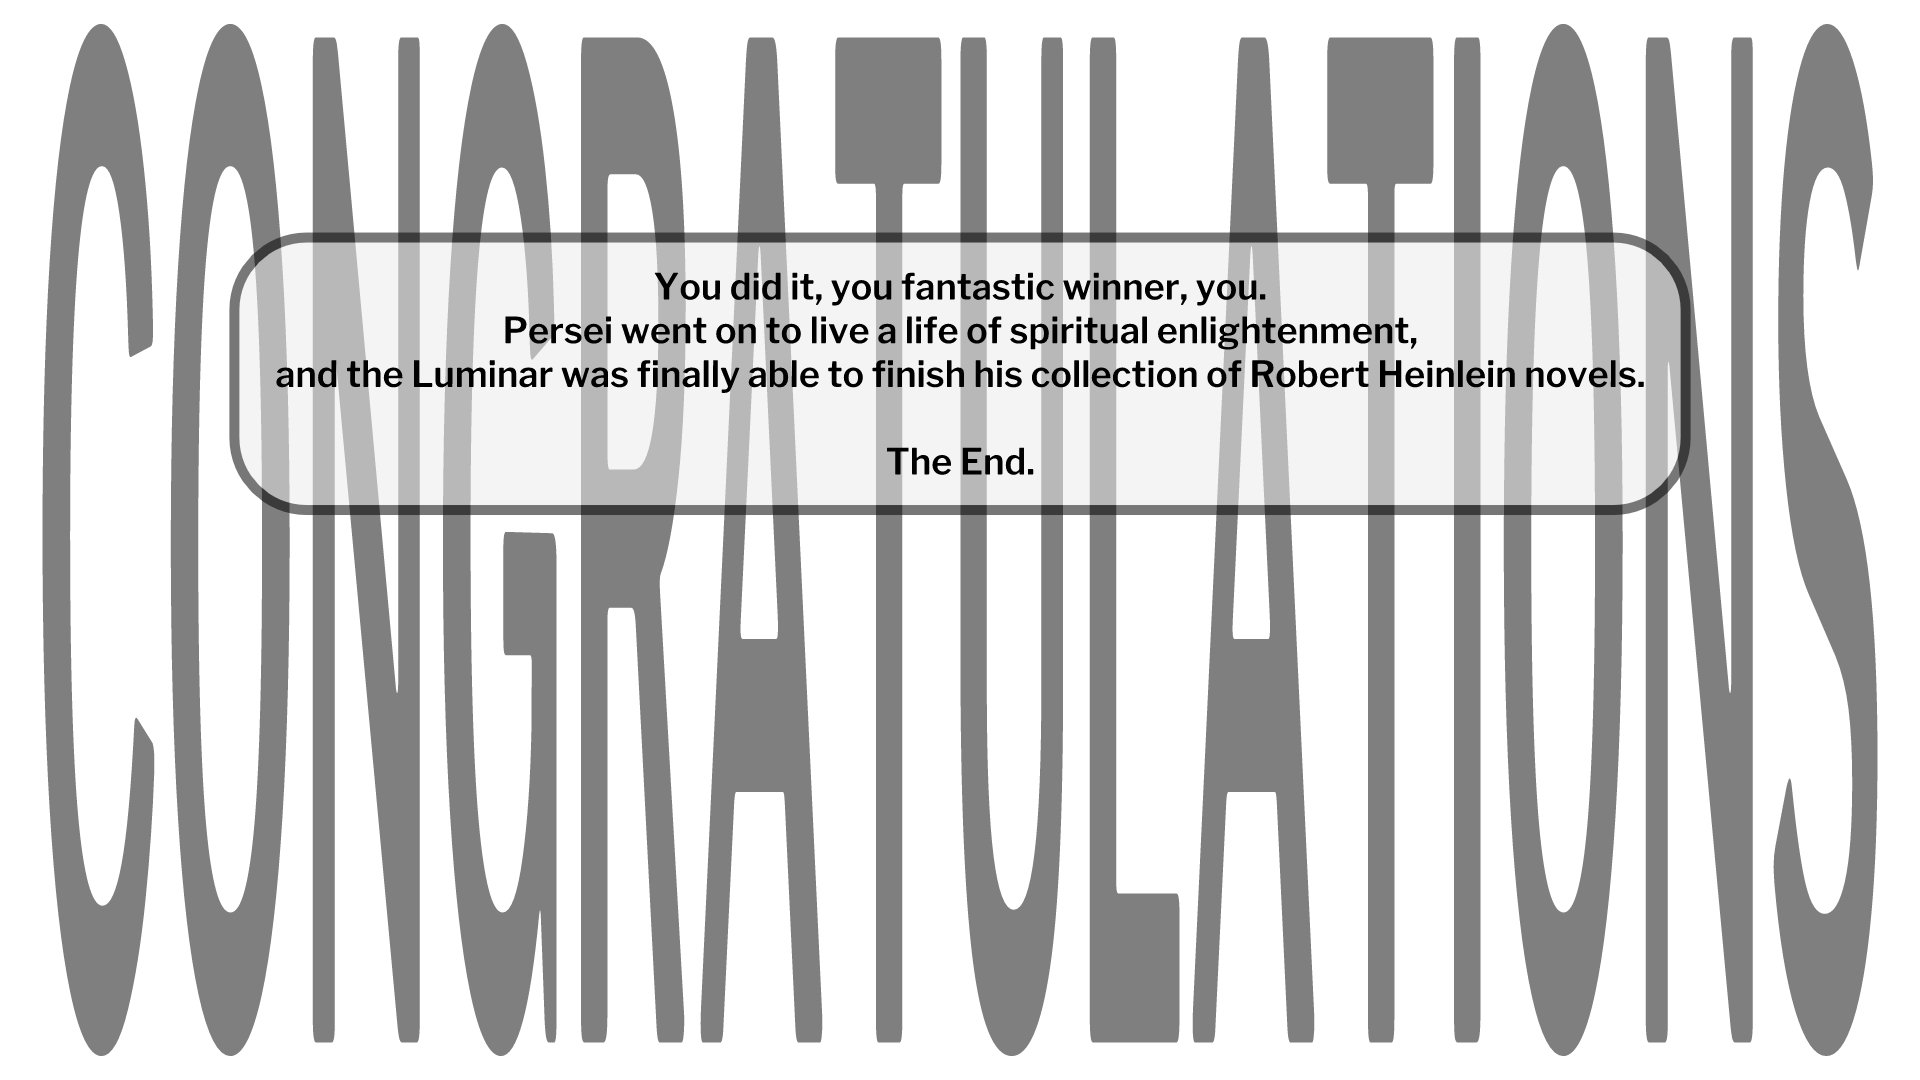 CONGRATULATIONS
You did it, you fantastic winner, you.
Persei went on to live a life of spiritual enlightenment,
and the Luminar was finally able to finish his collection of Robert Heinlein novels.
The End.